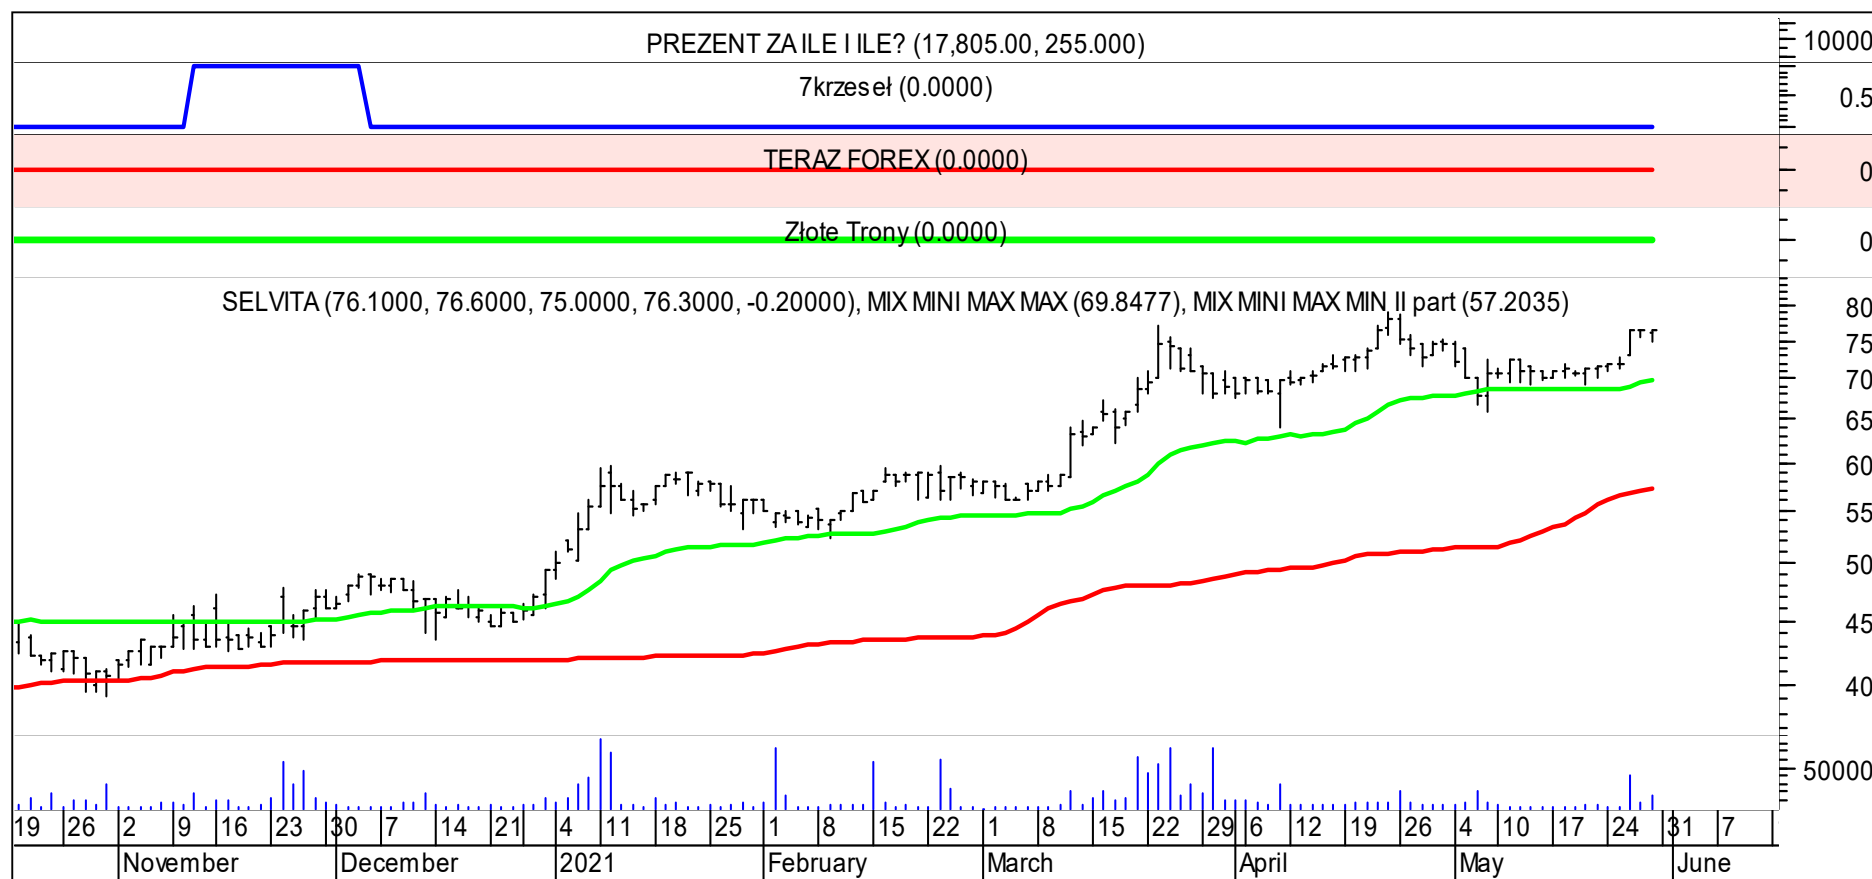 PREZENT ZA ILE I ILE? (17,805.00, 255.000)
10000
7krzeseł (0.0000)
0.5
TERAZ FOREX (0.0000)
0
Złote Trony (0.0000)
0
SELVITA (76.1000, 76.6000, 75.0000, 76.3000, -0.20000), MIX MINI MAX MAX (69.8477), MIX MINI MAX MIN II part (57.2035)
80
75
70
65
60
55
50
45
40
50000
19 26 2 9 16 23 30 7 14 21 4 11 18 25 1 8 15 22 1 8 15 22 29 6 12 19 26 4 10 17 24 31 7
November December 2021 February March April May June